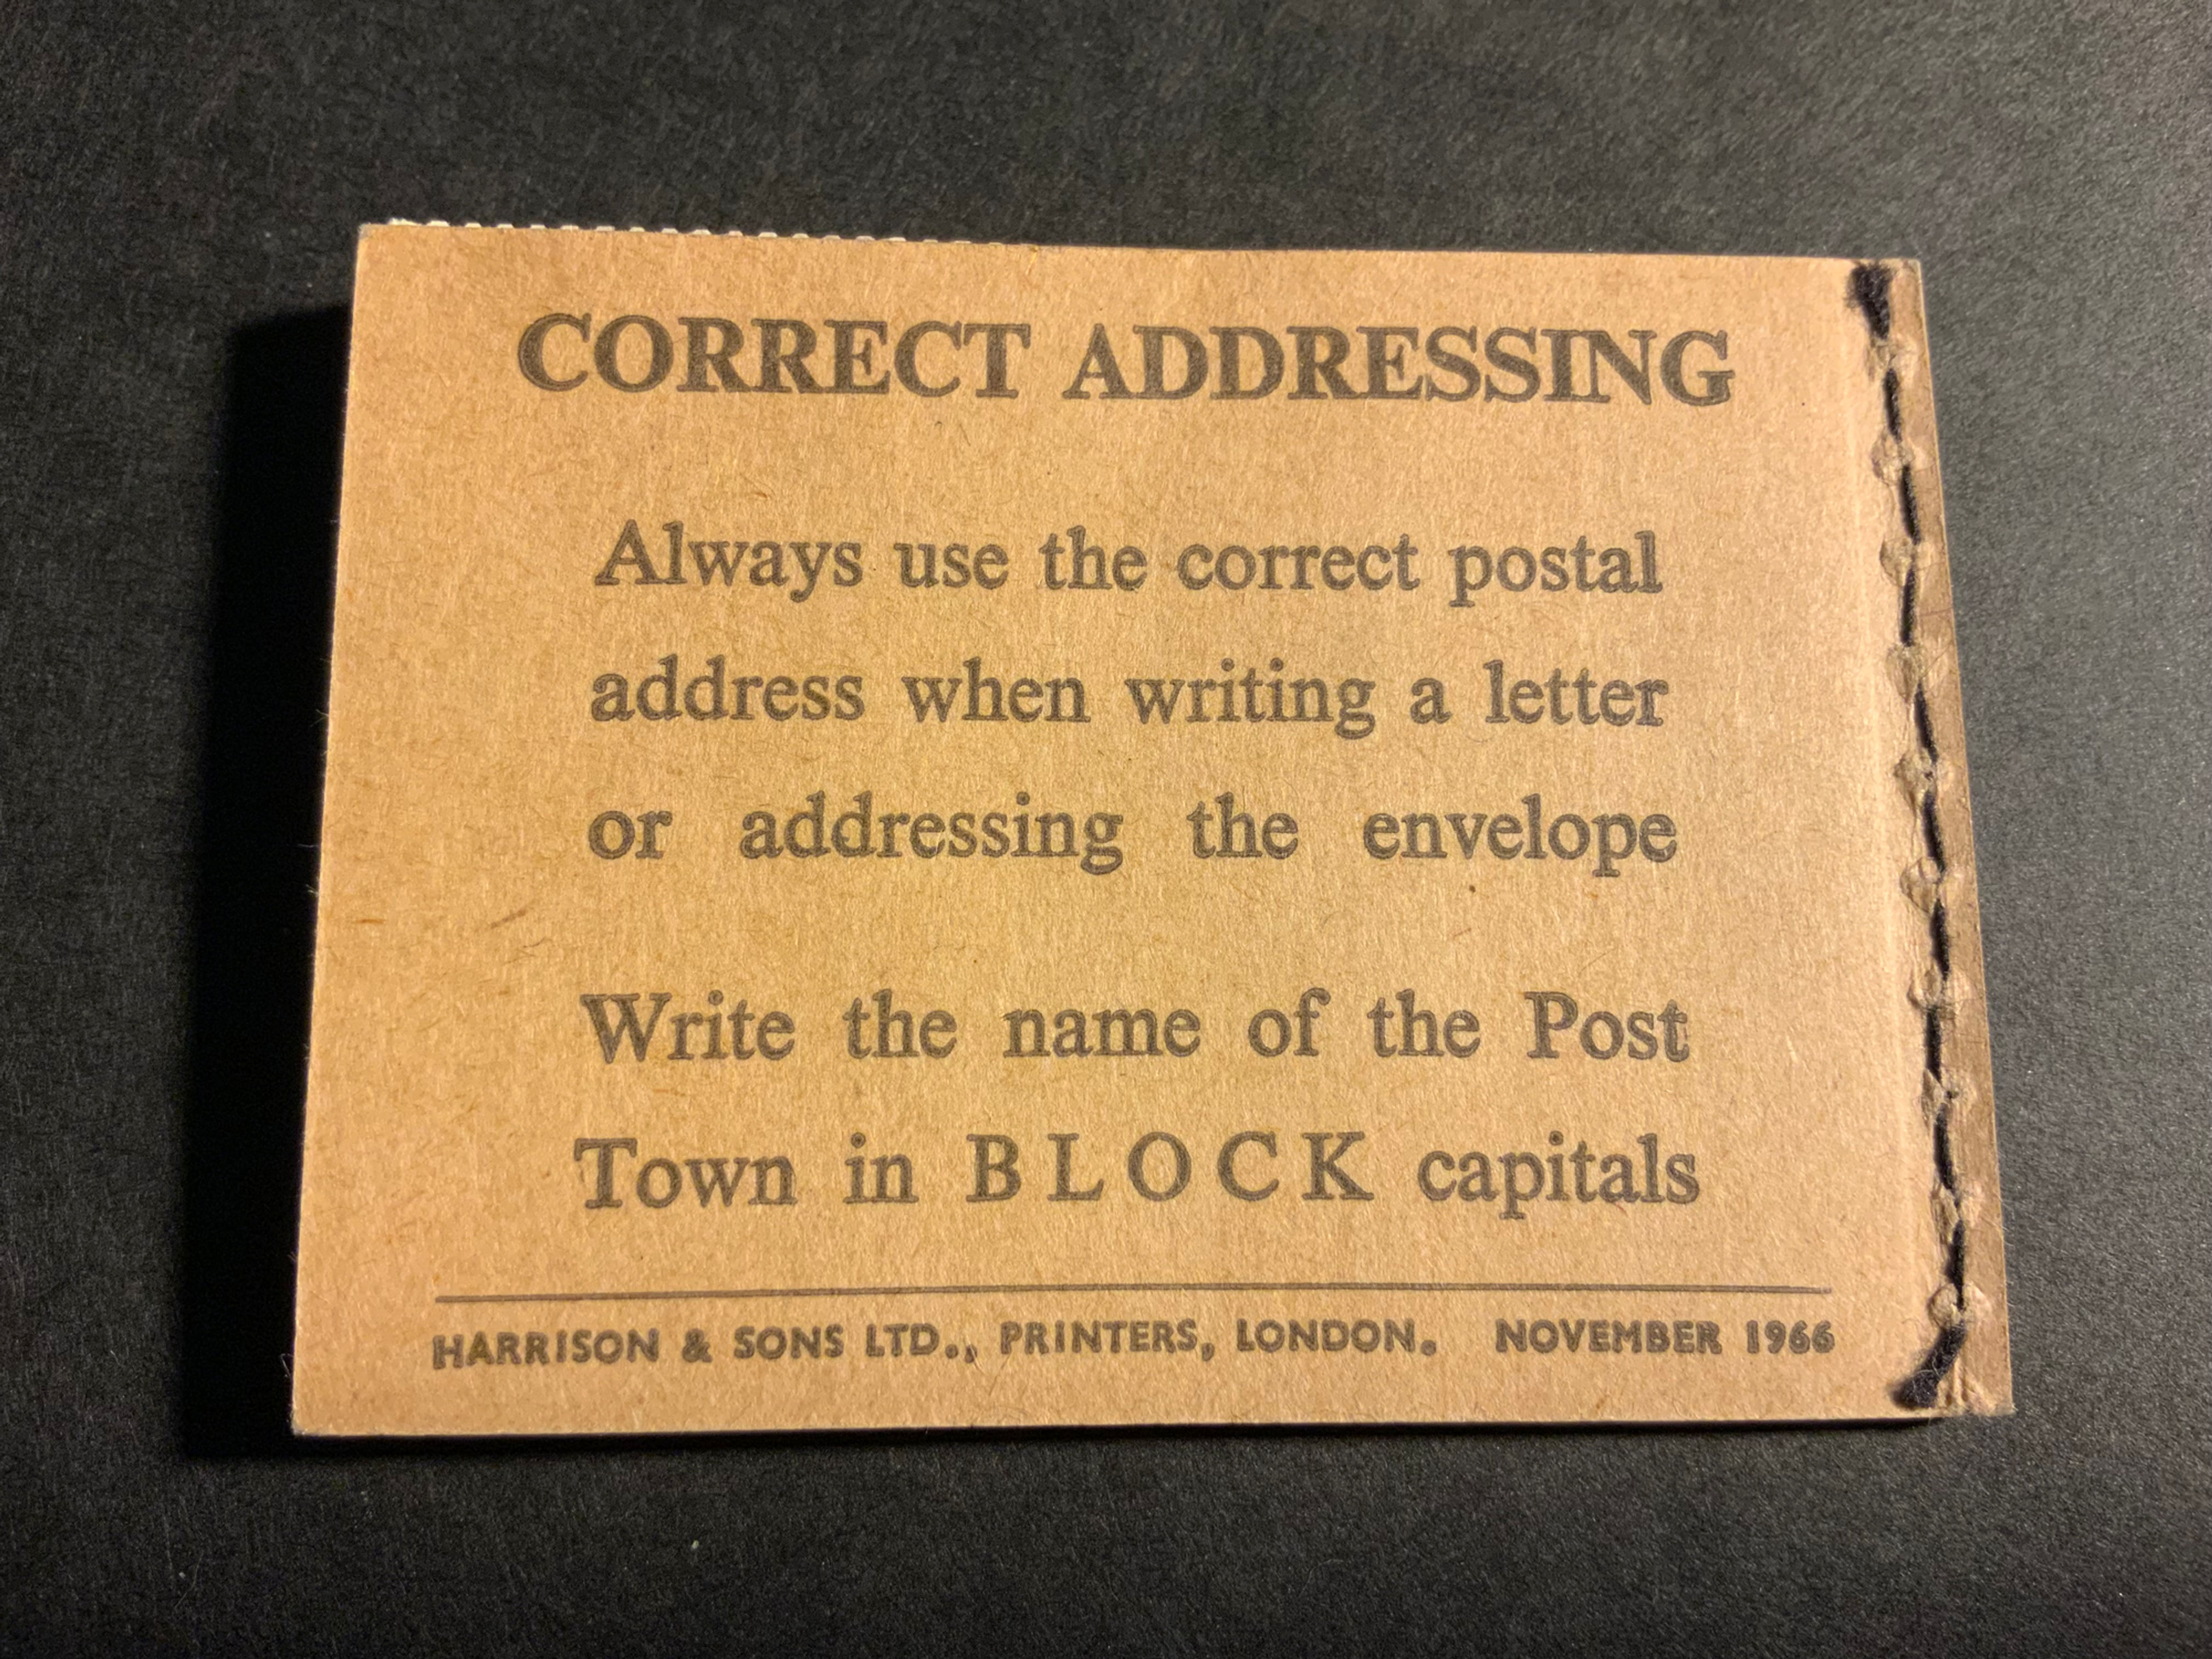 CORRECT ADDRESSING
Always use the correct postal
address when writing a letter
or addressing the envelope
Write the name of the Post
Town in BLOCK capitals
HARRISON & SONS LTD., PRINTERS, LONDON. NOVEMBER 1966